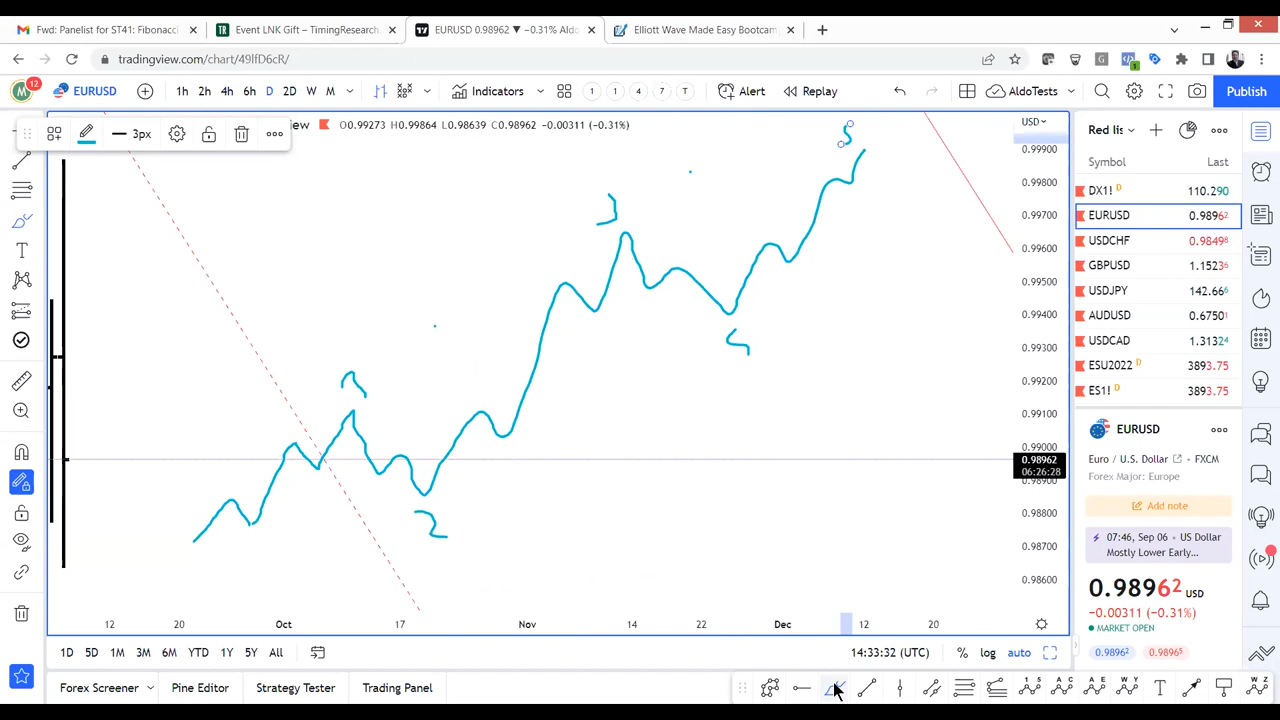 Fwd: Panelist for ST41: Fibonacci
Event LNK Gift – TimingResearch.
EURUSD 0.98962 ▼ −0.31% Aldo
Elliott Wave Made Easy Bootcam
tradingview.com/chart/49lfD6cR/
M 12 EURUSD 1h 2h 4h 6h D 2D W M Indicators 1 1 4 7 T Alert Replay AldoTests Publish
3px
O0.99273 H0.99864 L0.98639 C0.98962 −0.00311 (−0.31%)
USD
0.99900
0.99800
0.99700
0.99600
0.99500
0.99400
0.99300
0.99200
0.99100
0.99000
0.98962
06:26:28
0.98900
0.98800
0.98700
0.98600
3
5
4
2
12 20 Oct 17 Nov 14 22 Dec 12 20
1D 5D 1M 3M 6M YTD 1Y 5Y All
14:33:32 (UTC) % log auto
Forex Screener Pine Editor Strategy Tester Trading Panel
Red lis
Symbol Last
DX1! D 110.290
EURUSD 0.98962
USDCHF 0.98498
GBPUSD 1.15236
USDJPY 142.666
AUDUSD 0.67501
USDCAD 1.31324
ESU2022 D 3893.75
ES1! D 3893.75
EURUSD
Euro / U.S. Dollar • FXCM
Forex Major: Europe
Add note
07:46, Sep 06 • US Dollar
Mostly Lower Early...
0.98962 USD
−0.00311 (−0.31%)
MARKET OPEN
0.98962 0.98965